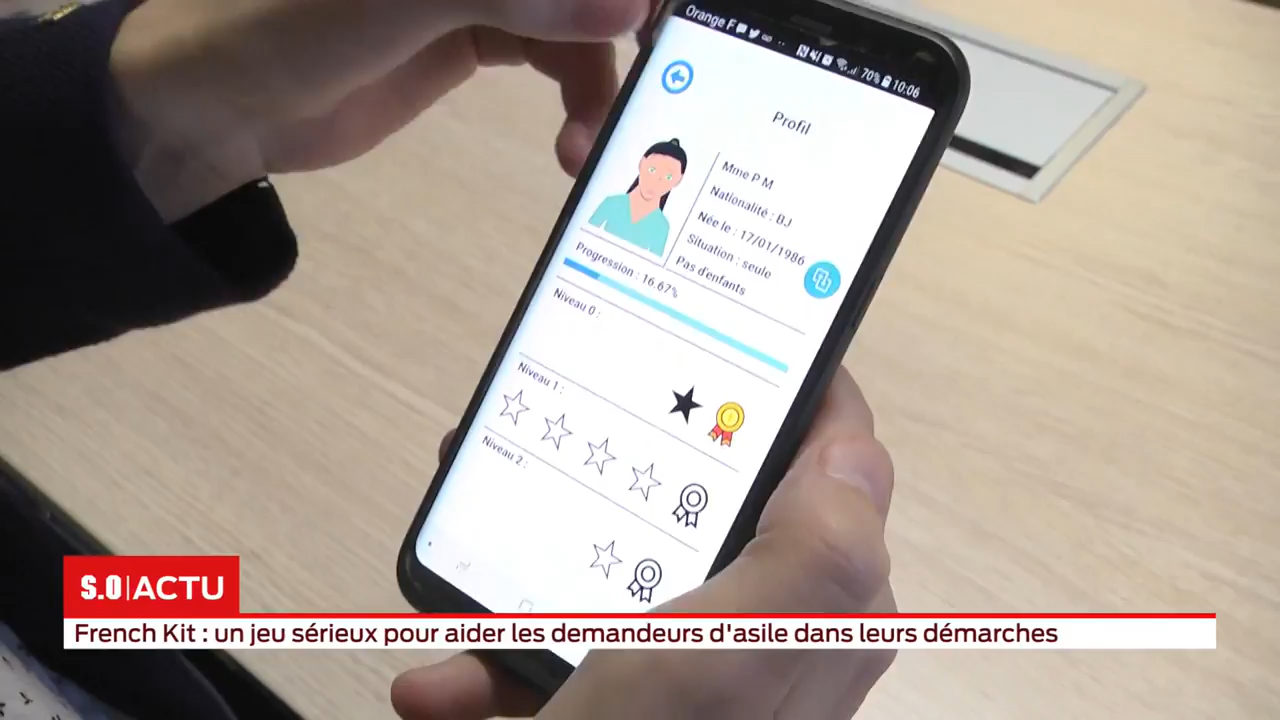 Orange F
70% 10:06
Profil
Mme P M
Nationalité : BJ
Née le : 17/01/1986
Situation : seule
Pas d'enfants
Progression : 16.67%
Niveau 0 :
Niveau 1 :
Niveau 2 :
S.O|ACTU
French Kit : un jeu sérieux pour aider les demandeurs d'asile dans leurs démarches